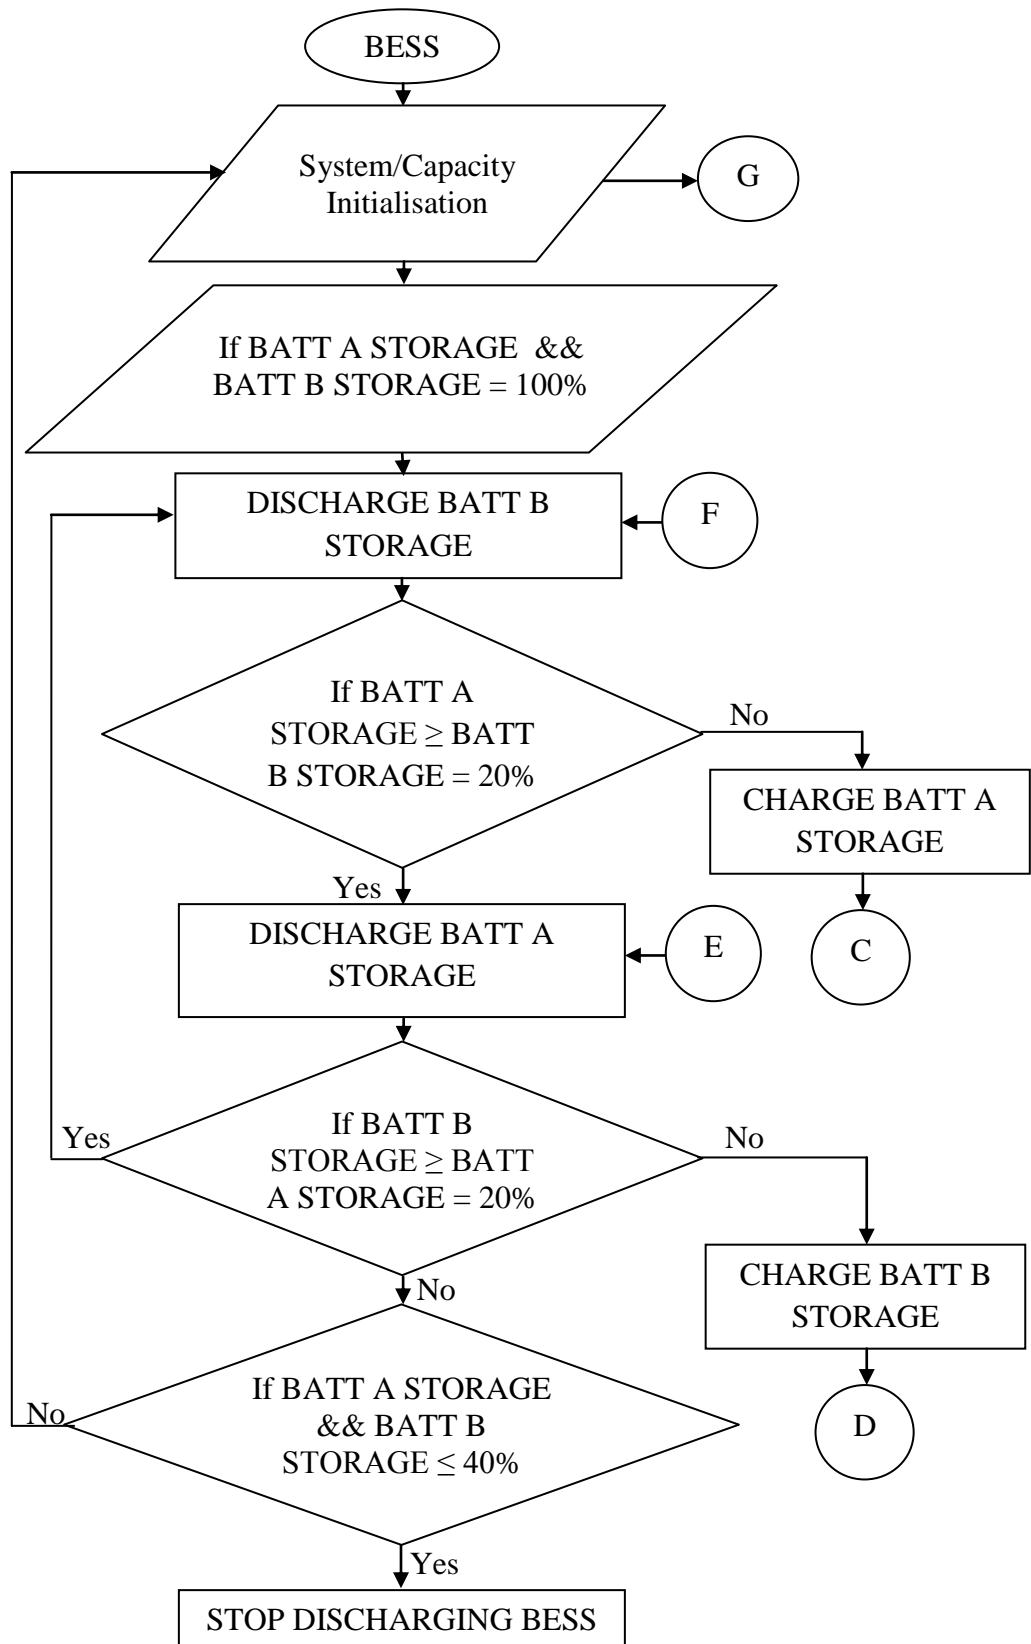 BESS
System/Capacity
Initialisation
G
If BATT A STORAGE &&
BATT B STORAGE = 100%
DISCHARGE BATT B
STORAGE
F
If BATT A
STORAGE ≥ BATT
B STORAGE = 20%
No
CHARGE BATT A
STORAGE
Yes
DISCHARGE BATT A
STORAGE
E
C
If BATT B
STORAGE ≥ BATT
A STORAGE = 20%
Yes
No
CHARGE BATT B
STORAGE
No
If BATT A STORAGE
&& BATT B
STORAGE ≤ 40%
No
D
Yes
STOP DISCHARGING BESS